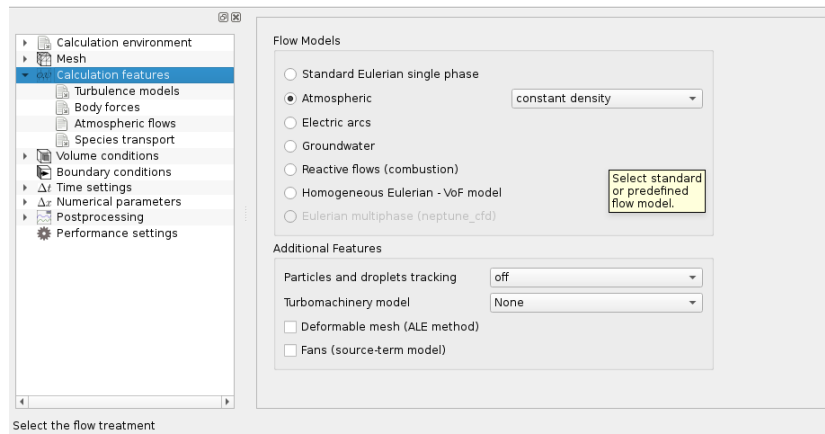 Calculation environment
Mesh
Calculation features
Turbulence models
Body forces
Atmospheric flows
Species transport
Volume conditions
Boundary conditions
Δt Time settings
Δx Numerical parameters
Postprocessing
Performance settings
Flow Models
Standard Eulerian single phase
Atmospheric constant density
Electric arcs
Groundwater
Reactive flows (combustion)
Homogeneous Eulerian - VoF model
Eulerian multiphase (neptune_cfd)
Select standard
or predefined
flow model.
Additional Features
Particles and droplets tracking off
Turbomachinery model None
Deformable mesh (ALE method)
Fans (source-term model)
Select the flow treatment